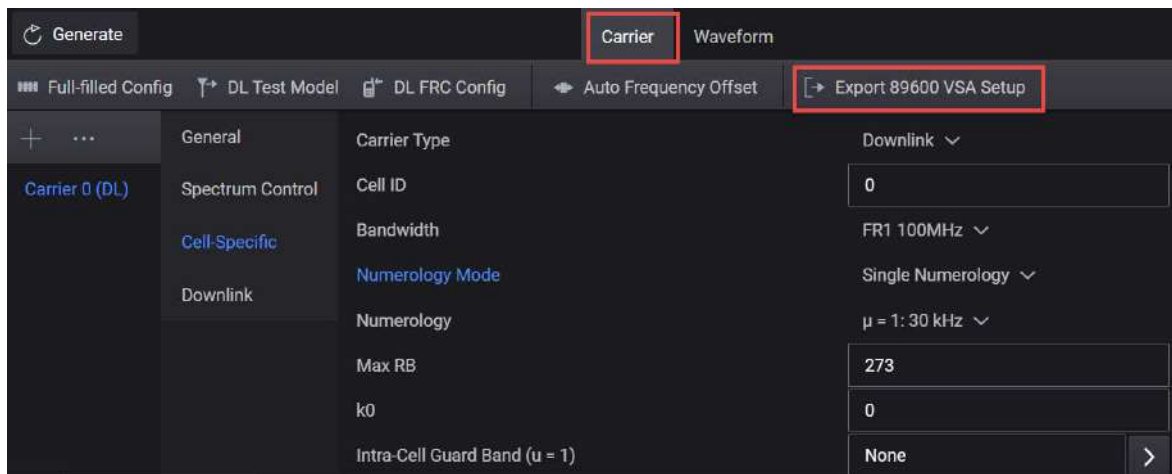 Generate Carrier Waveform
Full-filled Config DL Test Model DL FRC Config Auto Frequency Offset Export 89600 VSA Setup
+ ...
Carrier 0 (DL)
General
Spectrum Control
Cell-Specific
Downlink
Carrier Type Downlink
Cell ID 0
Bandwidth FR1 100MHz
Numerology Mode Single Numerology
Numerology μ = 1: 30 kHz
Max RB 273
k0 0
Intra-Cell Guard Band (u = 1) None